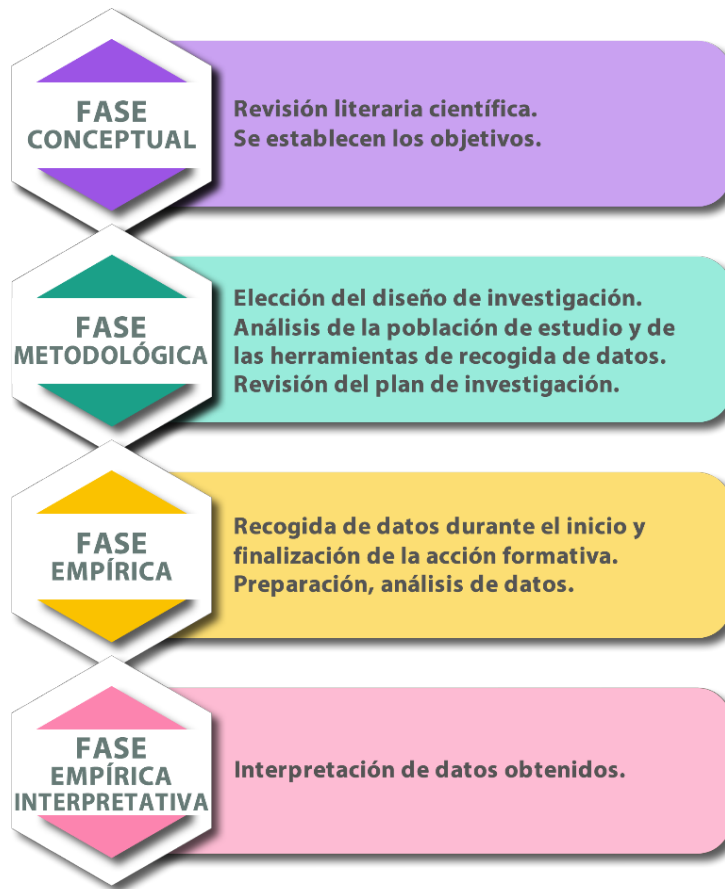 FASE
CONCEPTUAL
Revisión literaria científica.
Se establecen los objetivos.
FASE
METODOLÓGICA
Elección del diseño de investigación.
Análisis de la población de estudio y de
las herramientas de recogida de datos.
Revisión del plan de investigación.
FASE
EMPÍRICA
Recogida de datos durante el inicio y
finalización de la acción formativa.
Preparación, análisis de datos.
FASE
EMPÍRICA
INTERPRETATIVA
Interpretación de datos obtenidos.